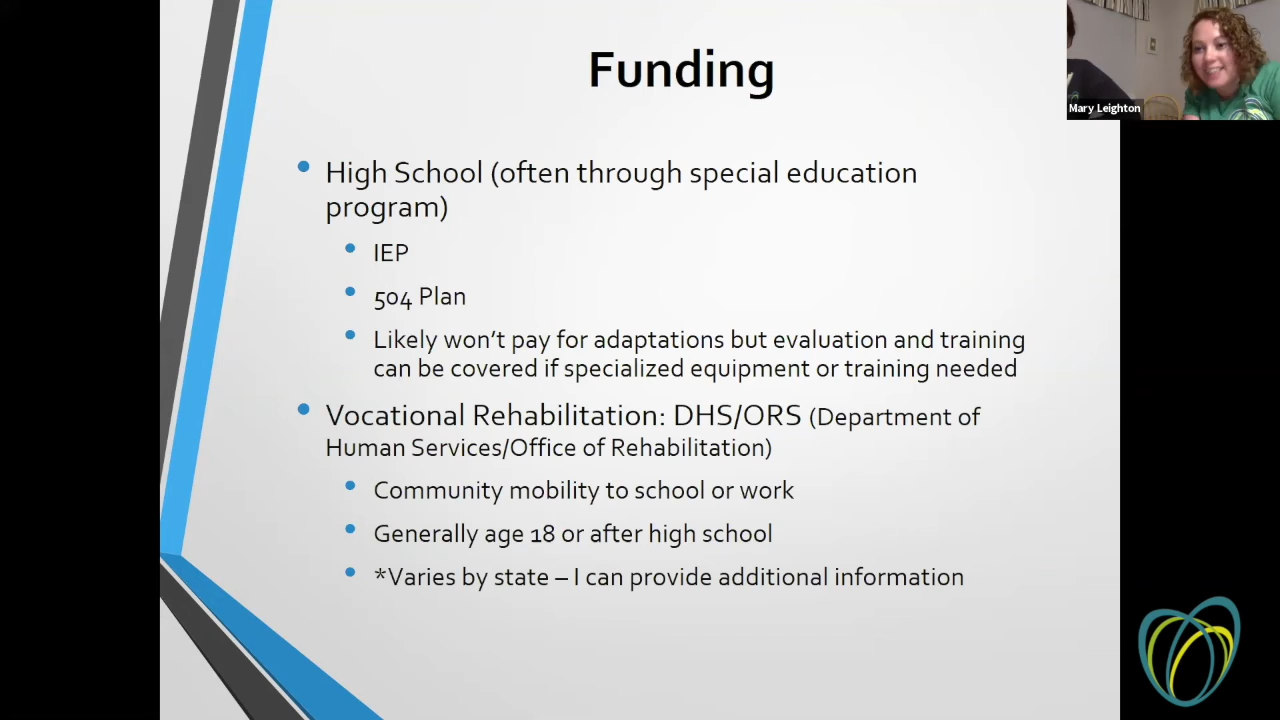 Funding
Mary Leighton
High School (often through special education
program)
IEP
504 Plan
Likely won’t pay for adaptations but evaluation and training
can be covered if specialized equipment or training needed
Vocational Rehabilitation: DHS/ORS (Department of
Human Services/Office of Rehabilitation)
Community mobility to school or work
Generally age 18 or after high school
*Varies by state – I can provide additional information